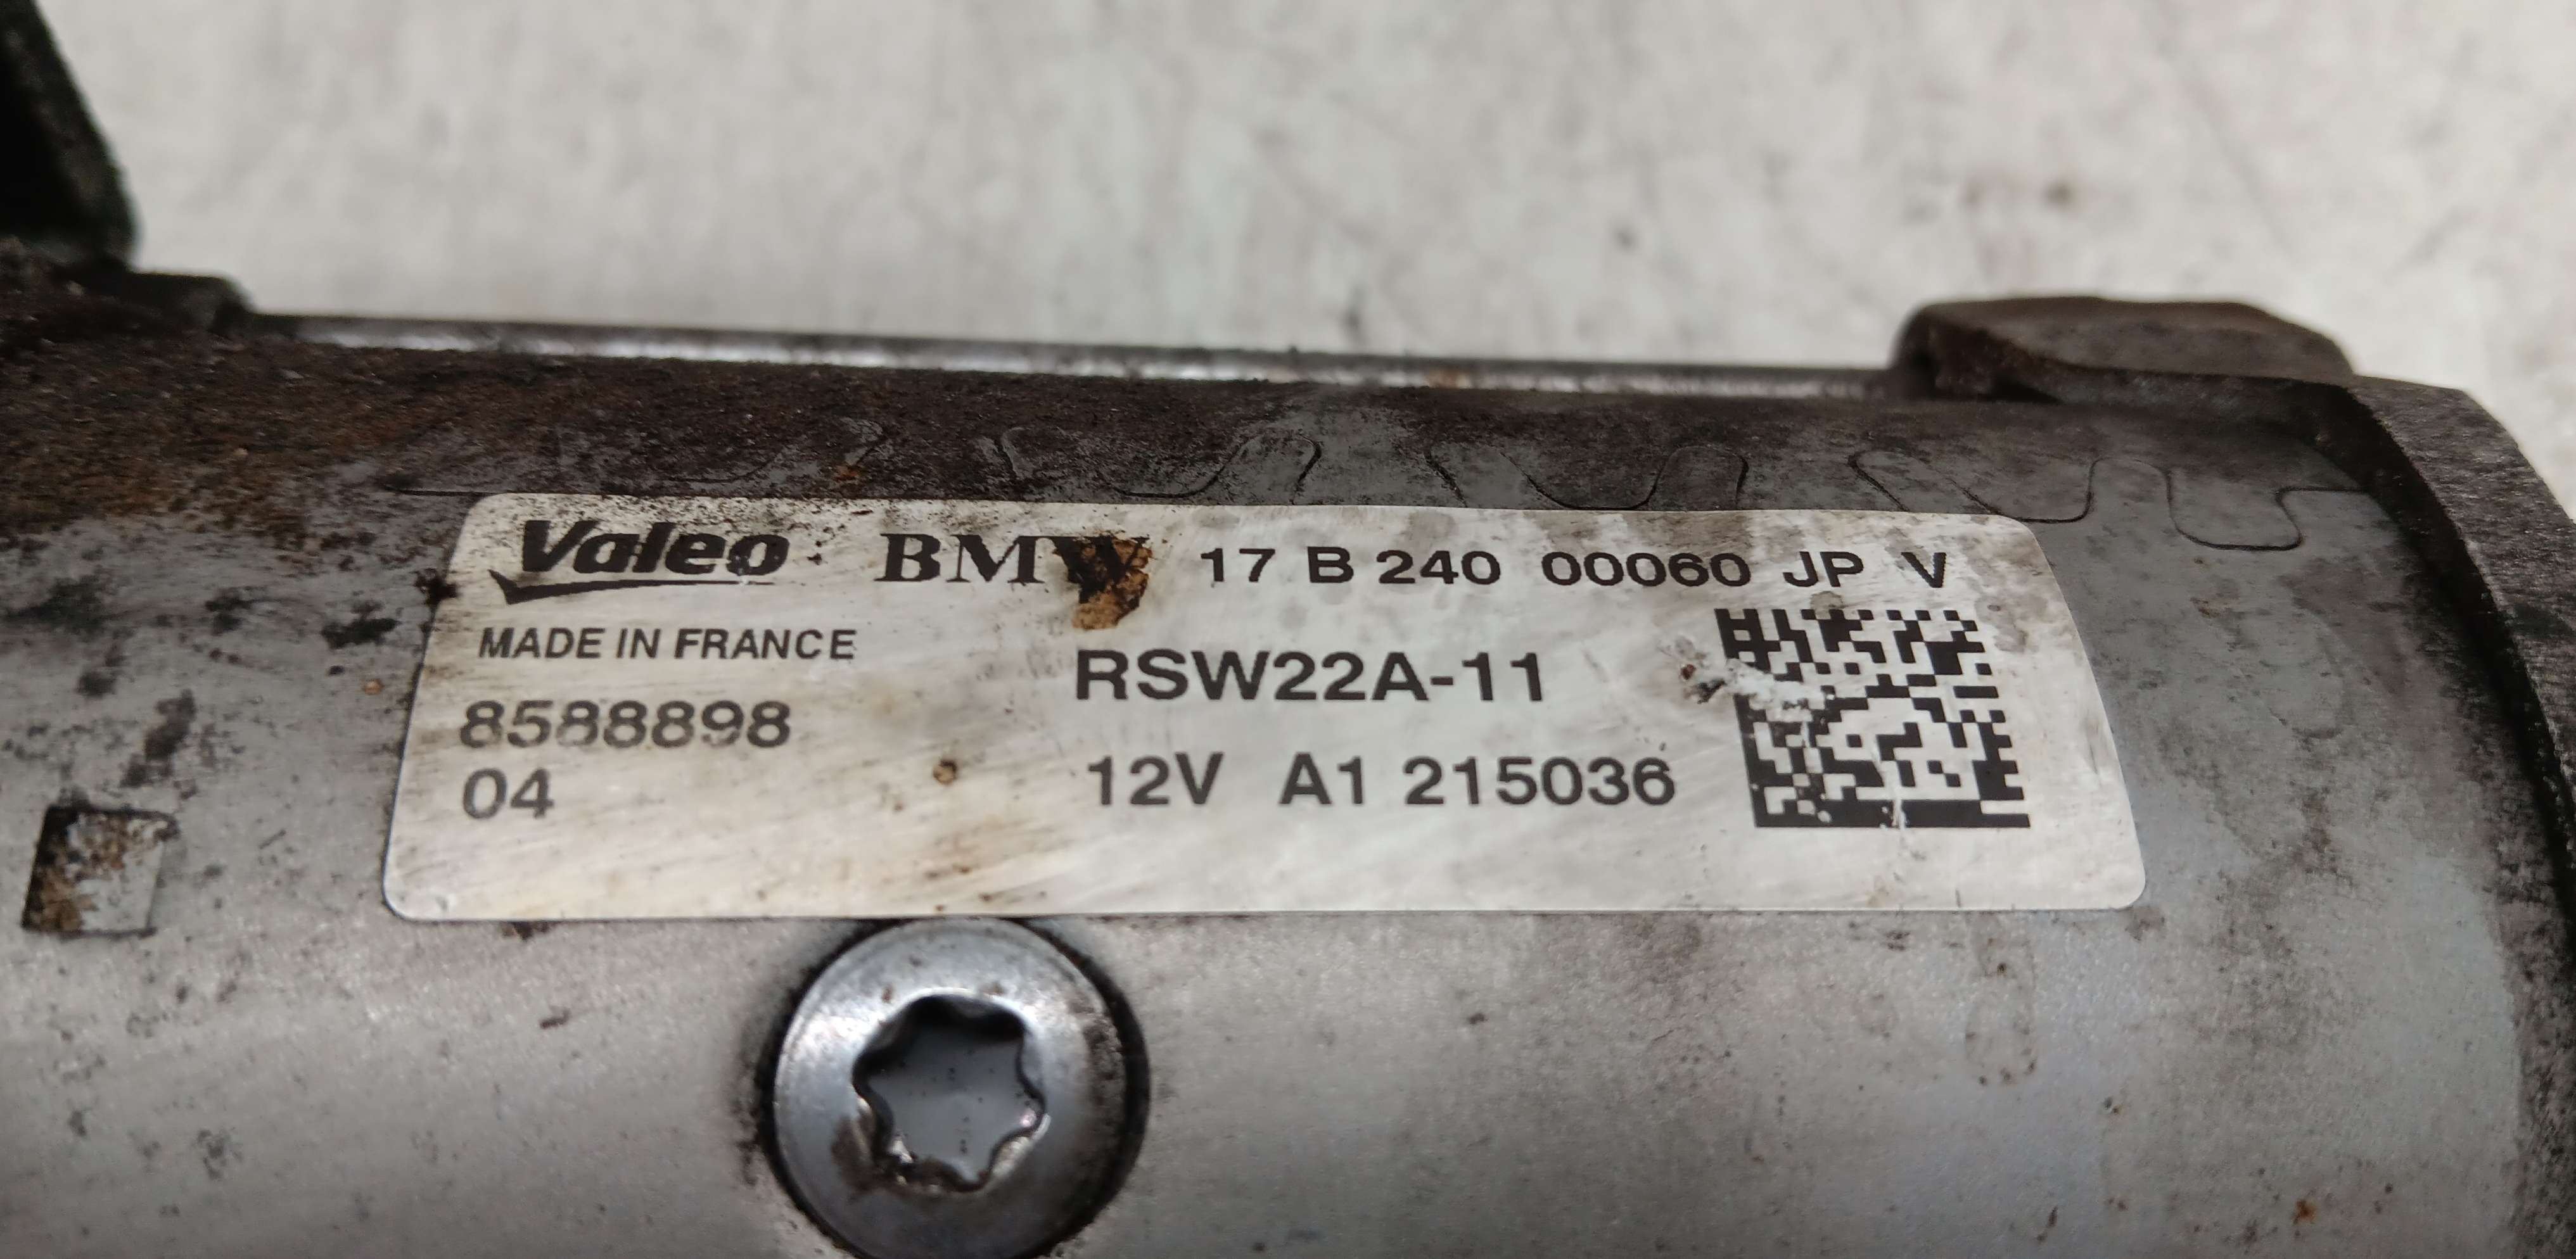 Valeo BMW 17 B 240 00060 JP V
MADE IN FRANCE
RSW22A-11
8588898
04
12V A1 215036